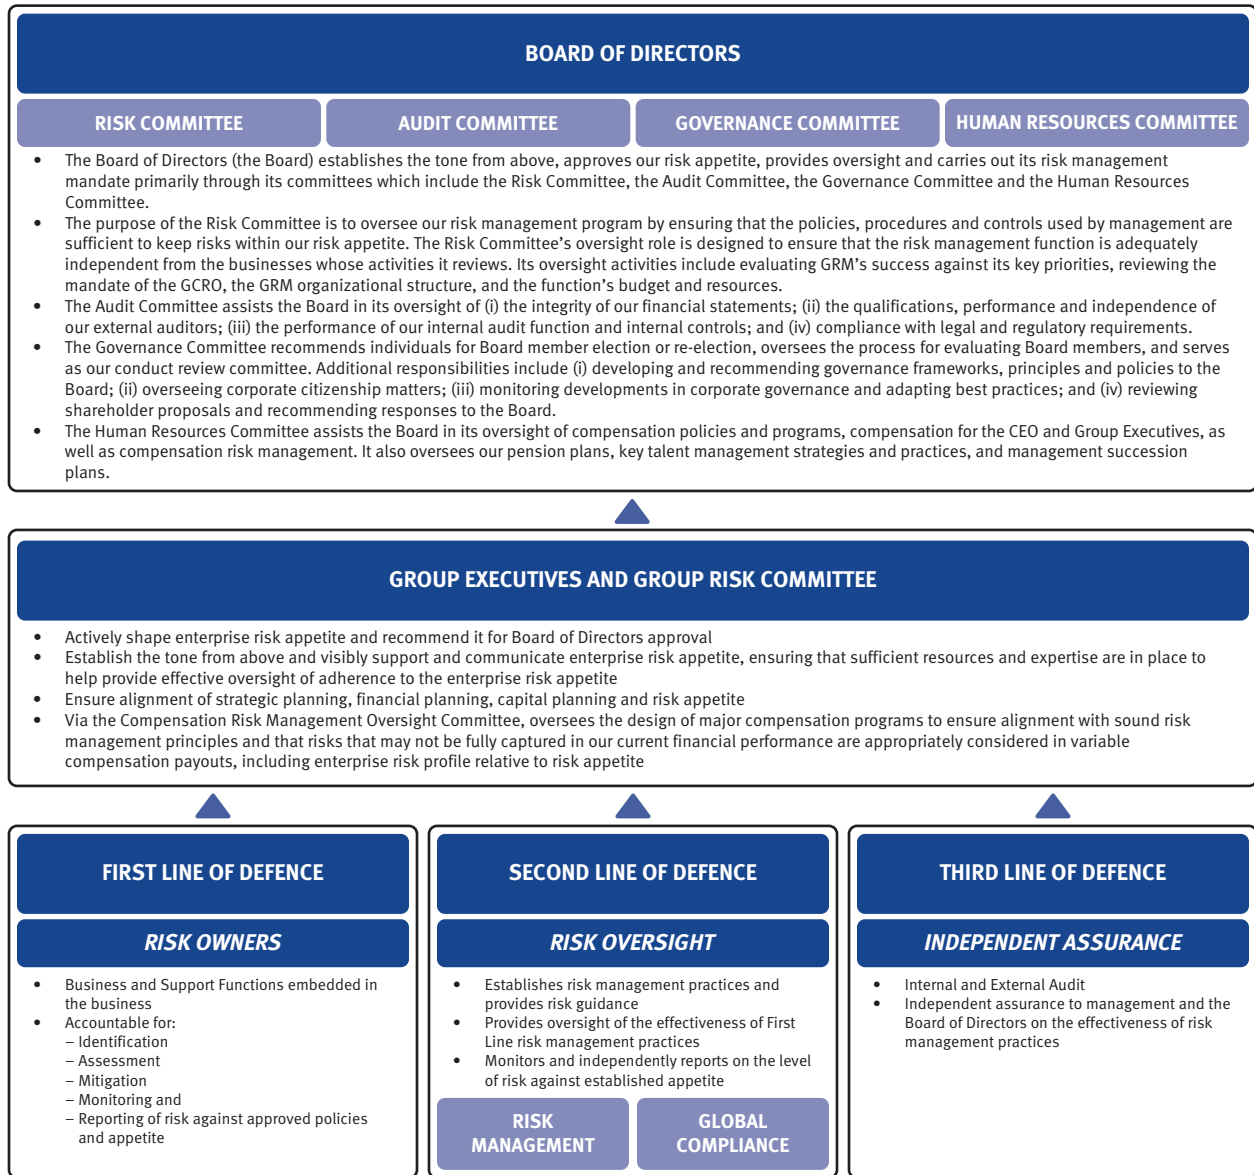 BOARD OF DIRECTORS
RISK COMMITTEE
AUDIT COMMITTEE
GOVERNANCE COMMITTEE
HUMAN RESOURCES COMMITTEE
• The Board of Directors (the Board) establishes the tone from above, approves our risk appetite, provides oversight and carries out its risk management
mandate primarily through its committees which include the Risk Committee, the Audit Committee, the Governance Committee and the Human Resources
Committee.
• The purpose of the Risk Committee is to oversee our risk management program by ensuring that the policies, procedures and controls used by management are
sufficient to keep risks within our risk appetite. The Risk Committee’s oversight role is designed to ensure that the risk management function is adequately
independent from the businesses whose activities it reviews. Its oversight activities include evaluating GRM’s success against its key priorities, reviewing the
mandate of the GCRO, the GRM organizational structure, and the function’s budget and resources.
• The Audit Committee assists the Board in its oversight of (i) the integrity of our financial statements; (ii) the qualifications, performance and independence of
our external auditors; (iii) the performance of our internal audit function and internal controls; and (iv) compliance with legal and regulatory requirements.
• The Governance Committee recommends individuals for Board member election or re-election, oversees the process for evaluating Board members, and serves
as our conduct review committee. Additional responsibilities include (i) developing and recommending governance frameworks, principles and policies to the
Board; (ii) overseeing corporate citizenship matters; (iii) monitoring developments in corporate governance and adapting best practices; and (iv) reviewing
shareholder proposals and recommending responses to the Board.
• The Human Resources Committee assists the Board in its oversight of compensation policies and programs, compensation for the CEO and Group Executives, as
well as compensation risk management. It also oversees our pension plans, key talent management strategies and practices, and management succession
plans.
GROUP EXECUTIVES AND GROUP RISK COMMITTEE
• Actively shape enterprise risk appetite and recommend it for Board of Directors approval
• Establish the tone from above and visibly support and communicate enterprise risk appetite, ensuring that sufficient resources and expertise are in place to
help provide effective oversight of adherence to the enterprise risk appetite
• Ensure alignment of strategic planning, financial planning, capital planning and risk appetite
• Via the Compensation Risk Management Oversight Committee, oversees the design of major compensation programs to ensure alignment with sound risk
management principles and that risks that may not be fully captured in our current financial performance are appropriately considered in variable
compensation payouts, including enterprise risk profile relative to risk appetite
FIRST LINE OF DEFENCE
RISK OWNERS
• Business and Support Functions embedded in
the business
• Accountable for:
– Identification
– Assessment
– Mitigation
– Monitoring and
– Reporting of risk against approved policies
and appetite
SECOND LINE OF DEFENCE
RISK OVERSIGHT
• Establishes risk management practices and
provides risk guidance
• Provides oversight of the effectiveness of First
Line risk management practices
• Monitors and independently reports on the level
of risk against established appetite
RISK
MANAGEMENT
GLOBAL
COMPLIANCE
THIRD LINE OF DEFENCE
INDEPENDENT ASSURANCE
• Internal and External Audit
• Independent assurance to management and the
Board of Directors on the effectiveness of risk
management practices